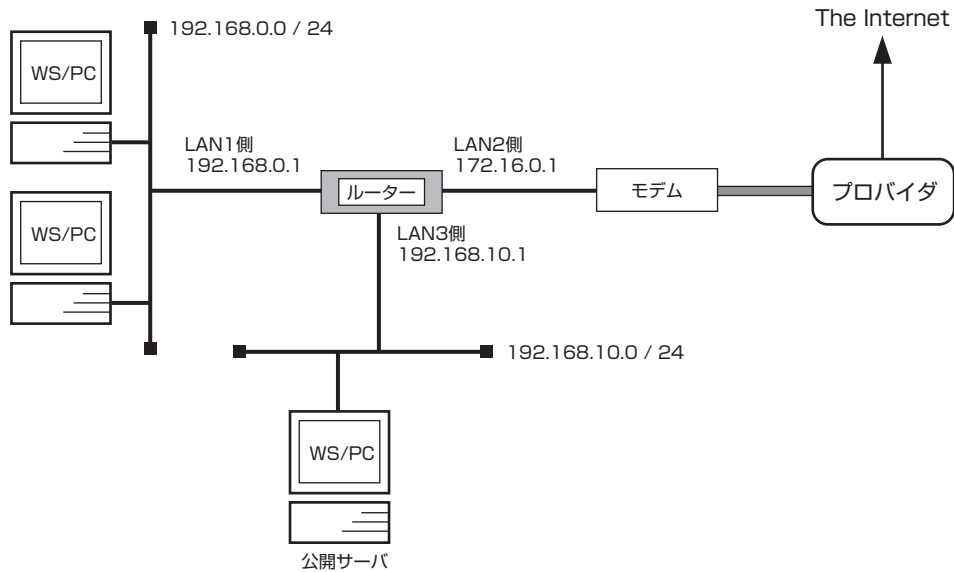 The Internet
192.168.0.0 / 24
WS/PC
LAN1側
192.168.0.1
LAN2側
172.16.0.1
ルーター
モデム
プロバイダ
WS/PC
LAN3側
192.168.10.1
192.168.10.0 / 24
WS/PC
公開サーバ